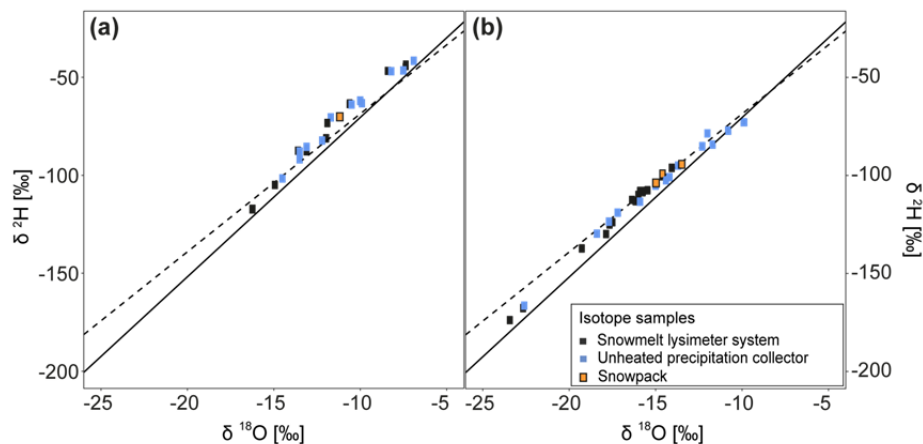 (a)
(b)
-50
-100
-150
-200
δ ²H [‰]
-50
-100
-150
-200
δ ²H [‰]
Isotope samples
Snowmelt lysimeter system
Unheated precipitation collector
Snowpack
-25 -20 -15 -10 -5
-25 -20 -15 -10 -5
δ ¹⁸O [‰]
δ ¹⁸O [‰]